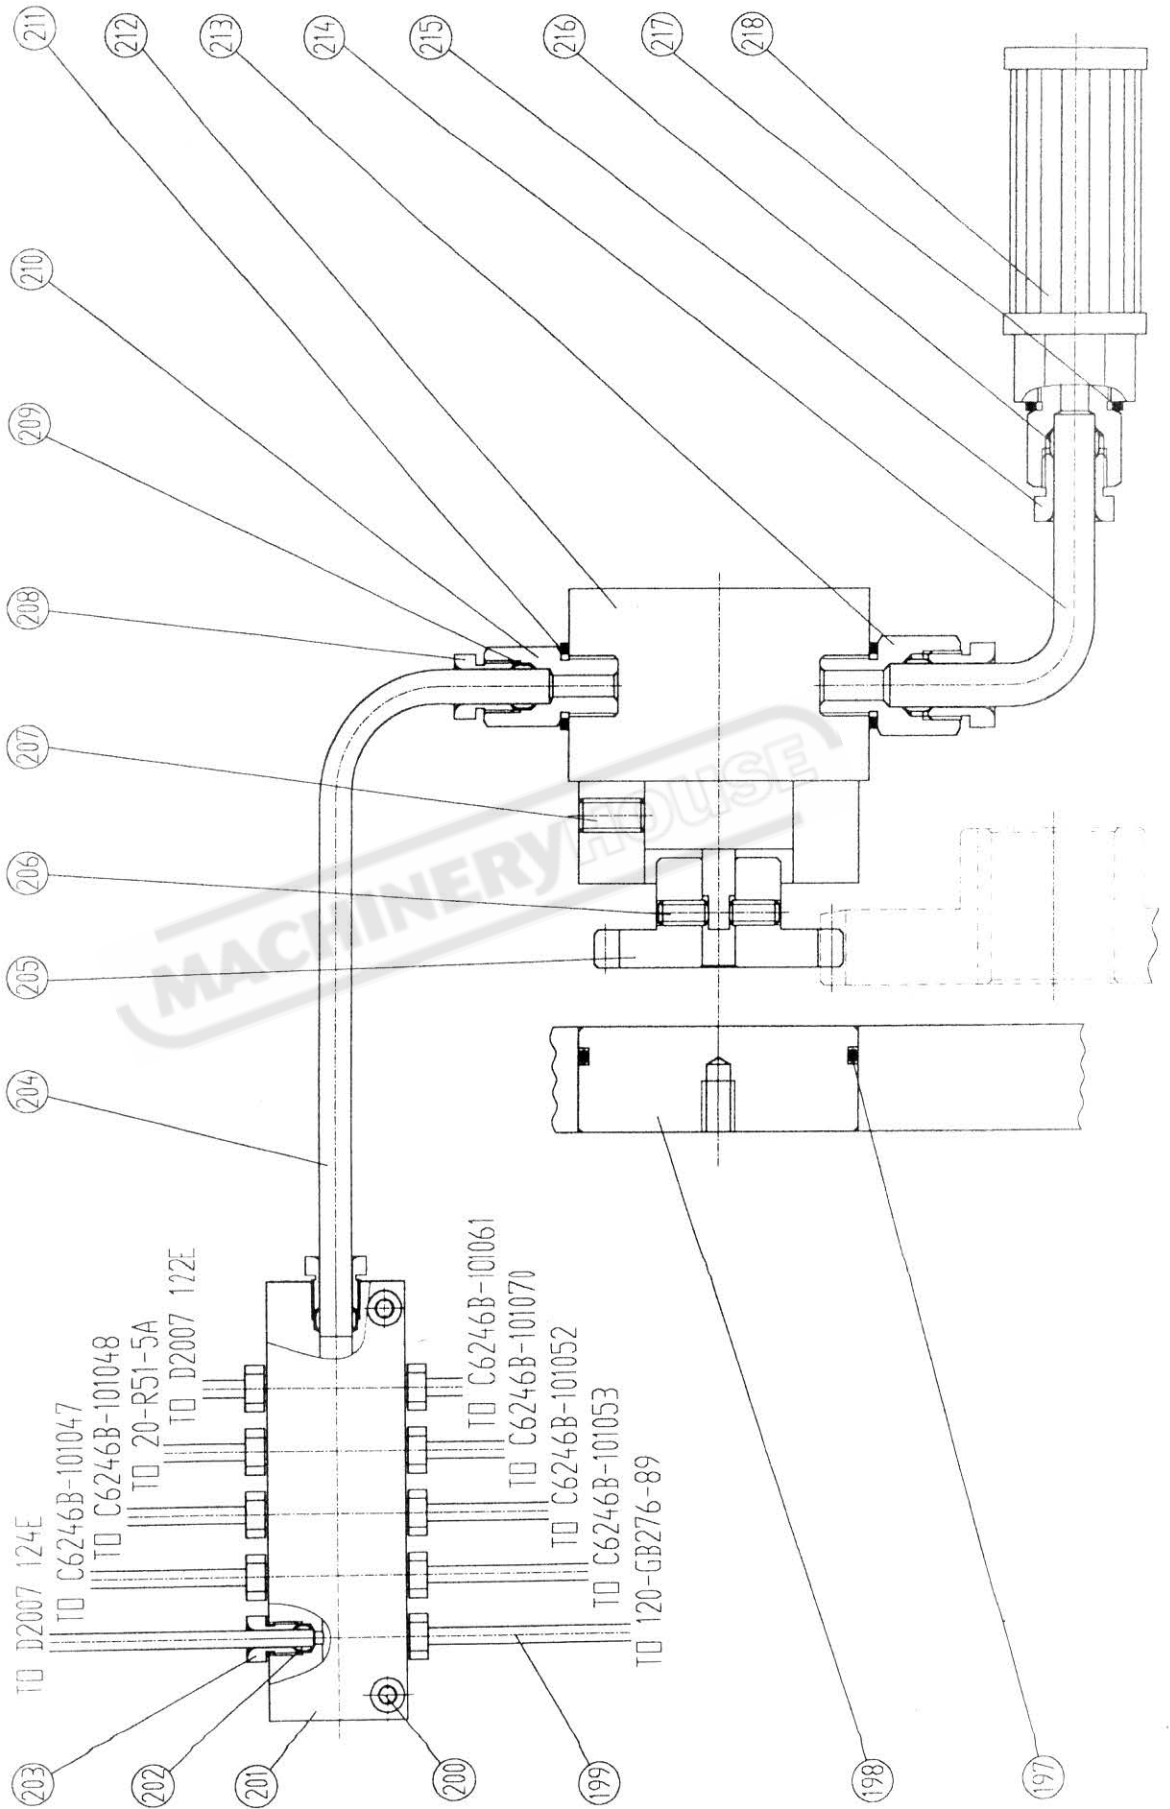 211
212
213
214
215
216
217
218
210
209
208
207
206
205
204
203
202
201
200
199
198
197
TO D2007 124E
TO C6246B-101047
TO C6246B-101048
TO 20-R51-5A
TO D2007 122E
TO C6246B-101061
TO C6246B-101070
TO C6246B-101052
TO C6246B-101053
TO 120-GB276-89
MACHINERYHOUSE